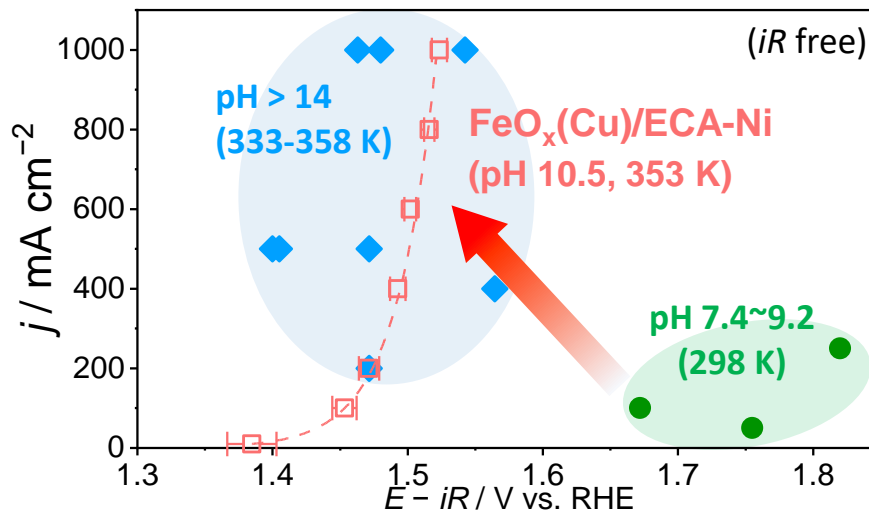 1000
800
600
400
200
0
j / mA cm⁻²
(iR free)
pH > 14
(333-358 K)
FeOₓ(Cu)/ECA-Ni
(pH 10.5, 353 K)
pH 7.4~9.2
(298 K)
1.3 1.4 1.5 1.6 1.7 1.8
E − iR / V vs. RHE